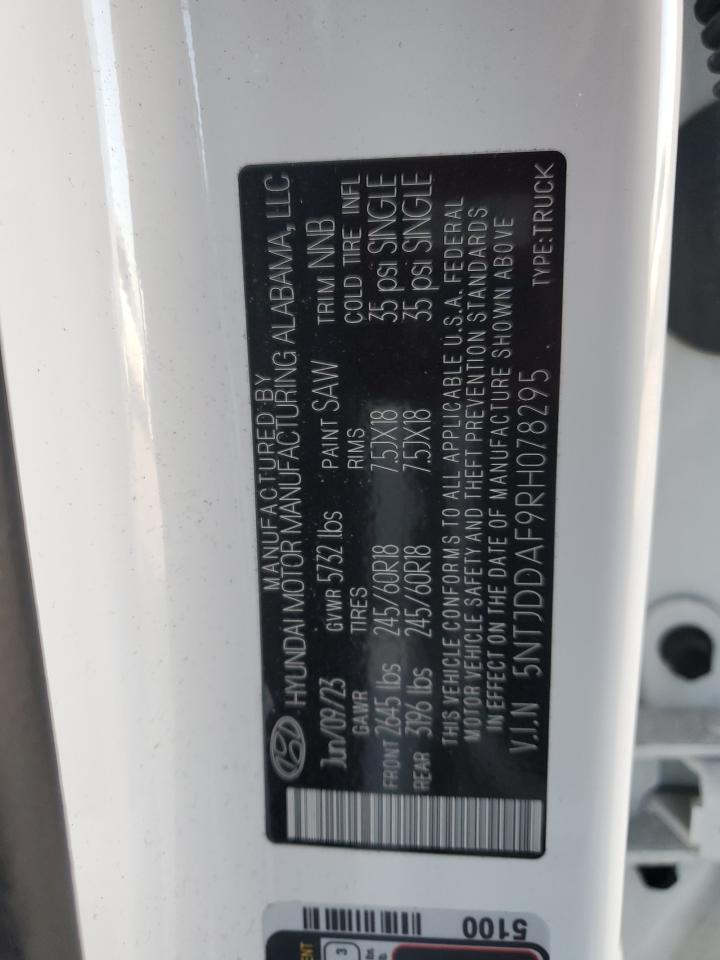 MANUFACTURED BY
HYUNDAI MOTOR MANUFACTURING ALABAMA, LLC
Jun/09/23 GVWR 5732 lbs PAINT SAW TRIM NNB
GAWR TIRES RIMS COLD TIRE INFL
FRONT 2645 lbs 245/60R18 7.5JX18 35 psi SINGLE
REAR 3196 lbs 245/60R18 7.5JX18 35 psi SINGLE
THIS VEHICLE CONFORMS TO ALL APPLICABLE U.S.A. FEDERAL
MOTOR VEHICLE SAFETY AND THEFT PREVENTION STANDARDS
IN EFFECT ON THE DATE OF MANUFACTURE SHOWN ABOVE
V.I.N 5NTJDDAF9RH078295 TYPE:TRUCK
5100
3